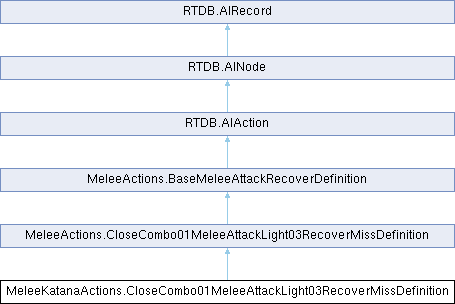 RTDB.AIRecord
RTDB.AINode
RTDB.AIAction
MeleeActions.BaseMeleeAttackRecoverDefinition
MeleeActions.CloseCombo01MeleeAttackLight03RecoverMissDefinition
MeleeKatanaActions.CloseCombo01MeleeAttackLight03RecoverMissDefinition